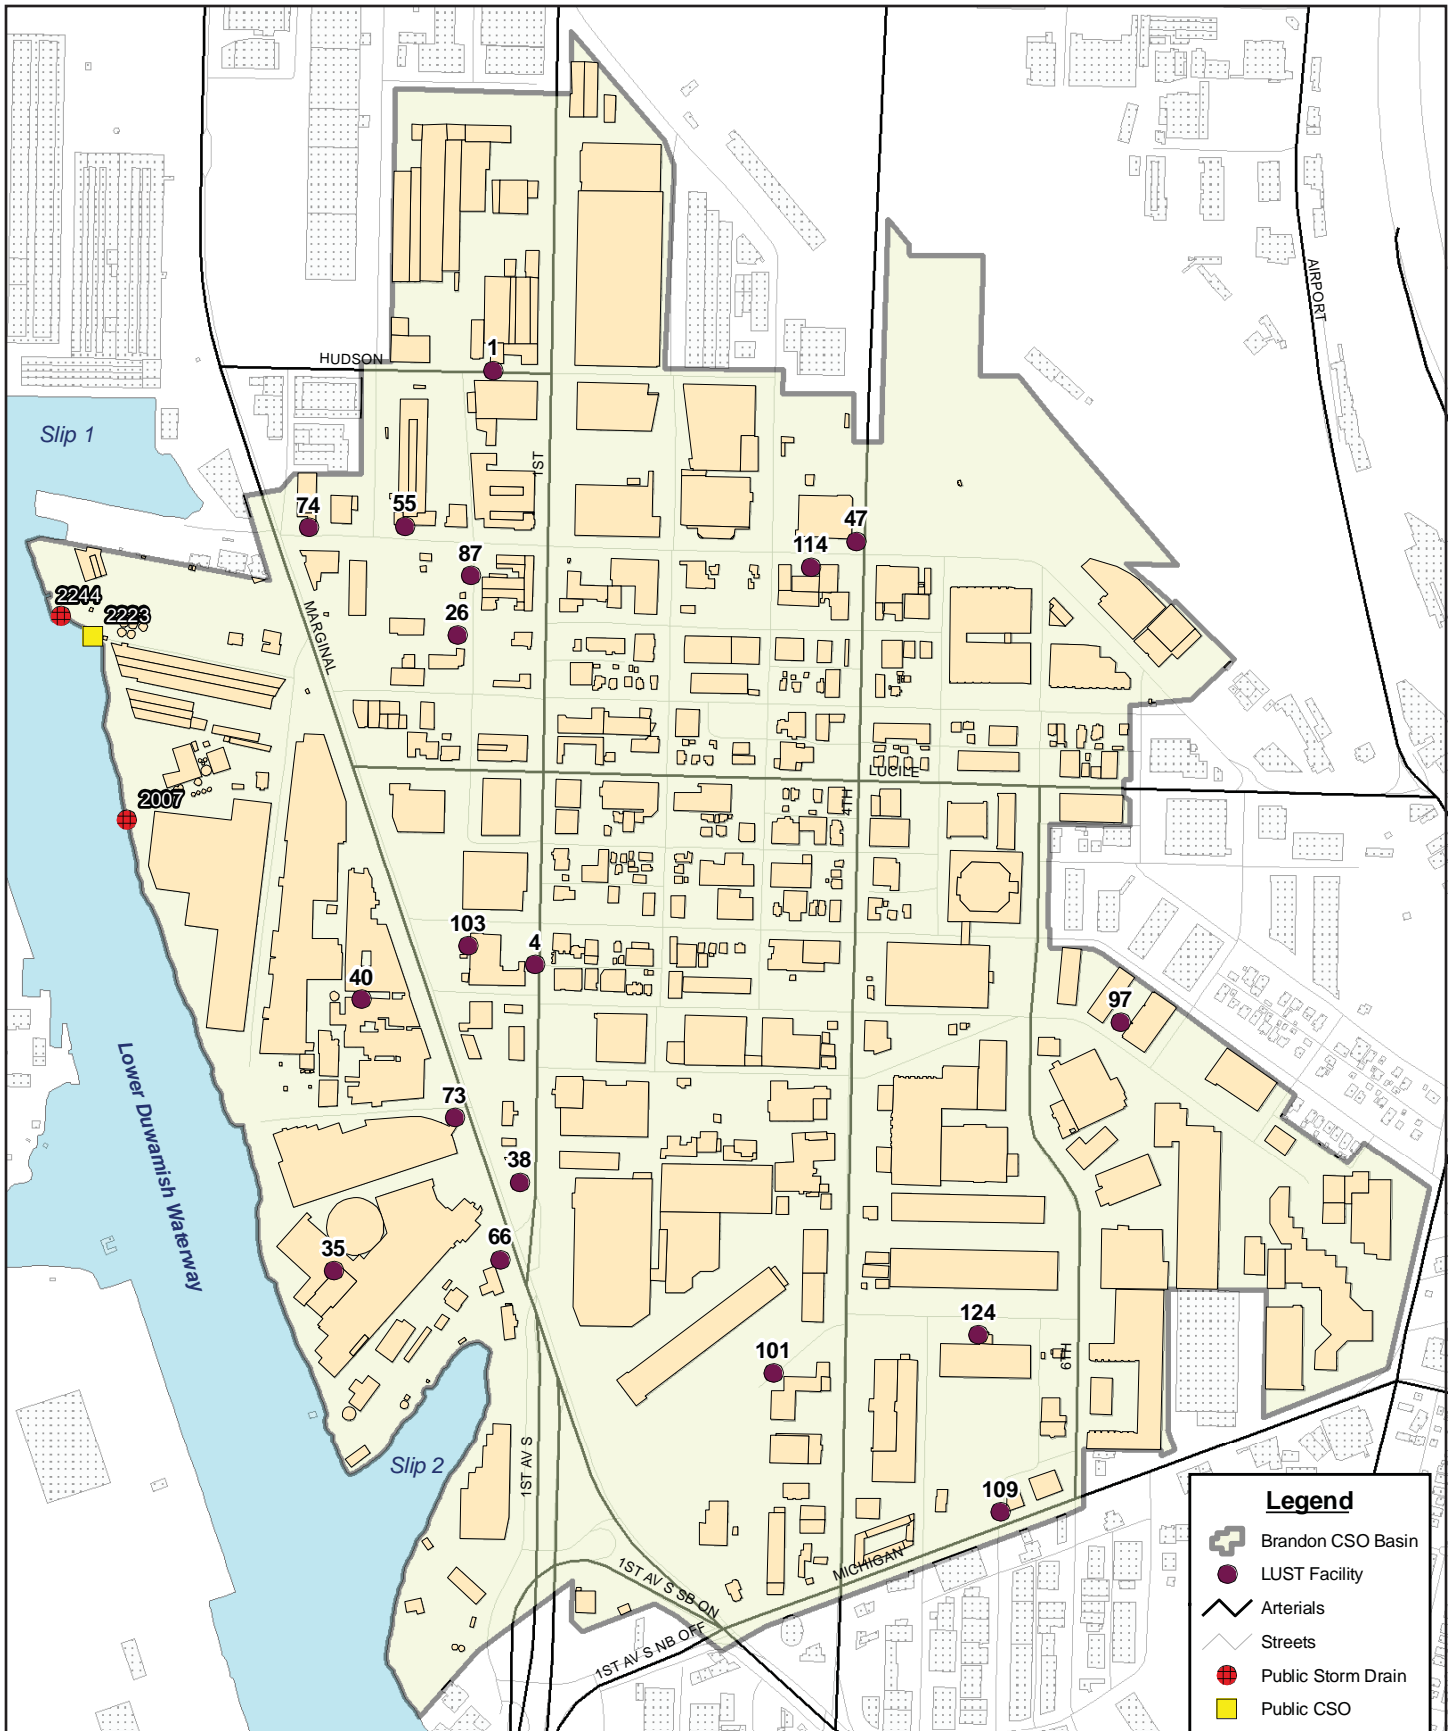 AIRPORT
HUDSON
1
Slip 1
1ST
74
55
47
87
114
2244
2223
26
MARGINAL
LUCILE
2007
4TH
103
4
40
97
Lower Duwamish Waterway
73
38
66
35
124
101
6TH
Slip 2
1ST AV S
109
MICHIGAN
1ST AV S SB ON
1ST AV S NB OFF
Legend
Brandon CSO Basin
LUST Facility
Arterials
Streets
Public Storm Drain
Public CSO